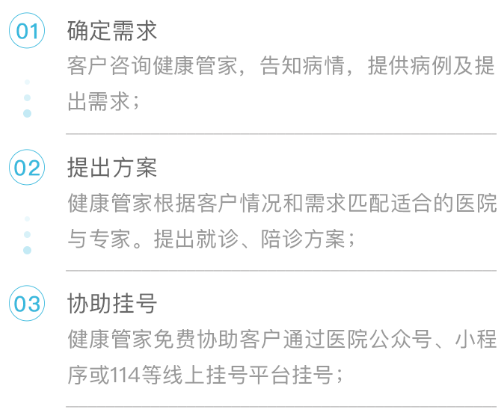 01 确定需求
客户咨询健康管家，告知病情，提供病例及提
出需求；
02 提出方案
健康管家根据客户情况和需求匹配适合的医院
与专家。提出就诊、陪诊方案；
03 协助挂号
健康管家免费协助客户通过医院公众号、小程
序或114等线上挂号平台挂号；